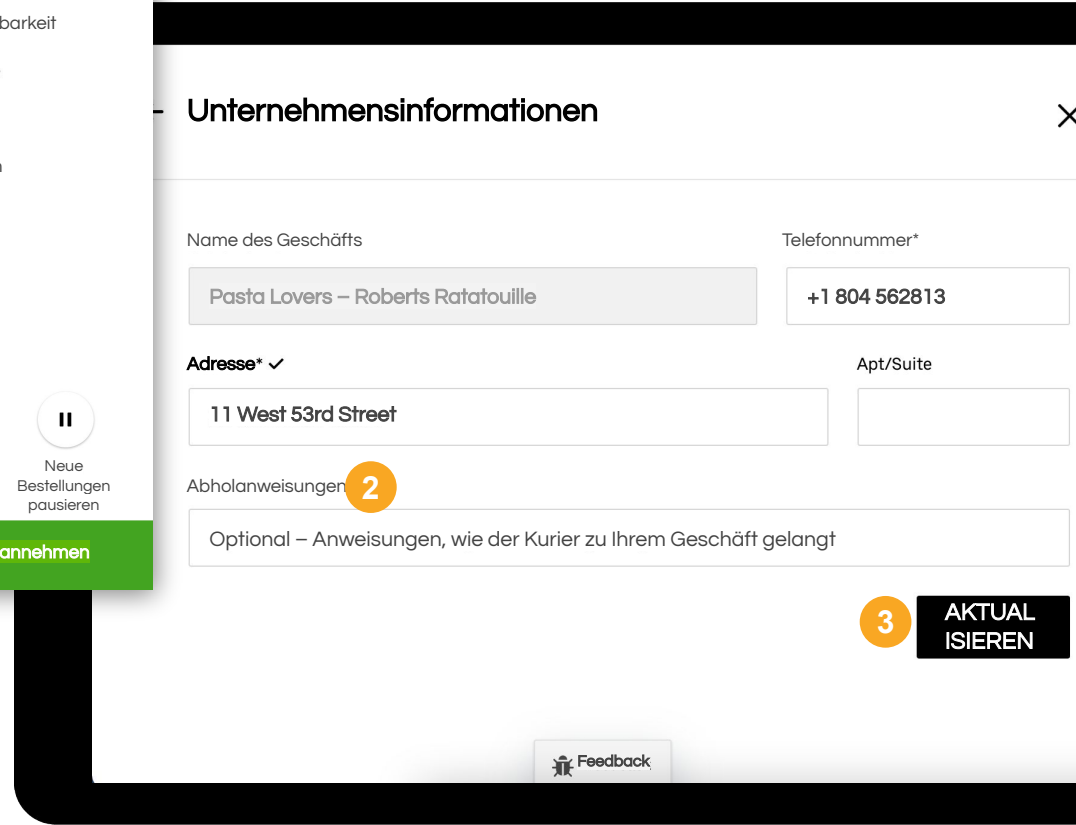 barkeit
Unternehmensinformationen
Name des Geschäfts
Telefonnummer*
Pasta Lovers – Roberts Ratatouille
+1 804 562813
Adresse*
Apt/Suite
11 West 53rd Street
Neue
Bestellungen
pausieren
annehmen
Abholanweisungen
2
Optional – Anweisungen, wie der Kurier zu Ihrem Geschäft gelangt
3
AKTUAL
ISIEREN
Feedback